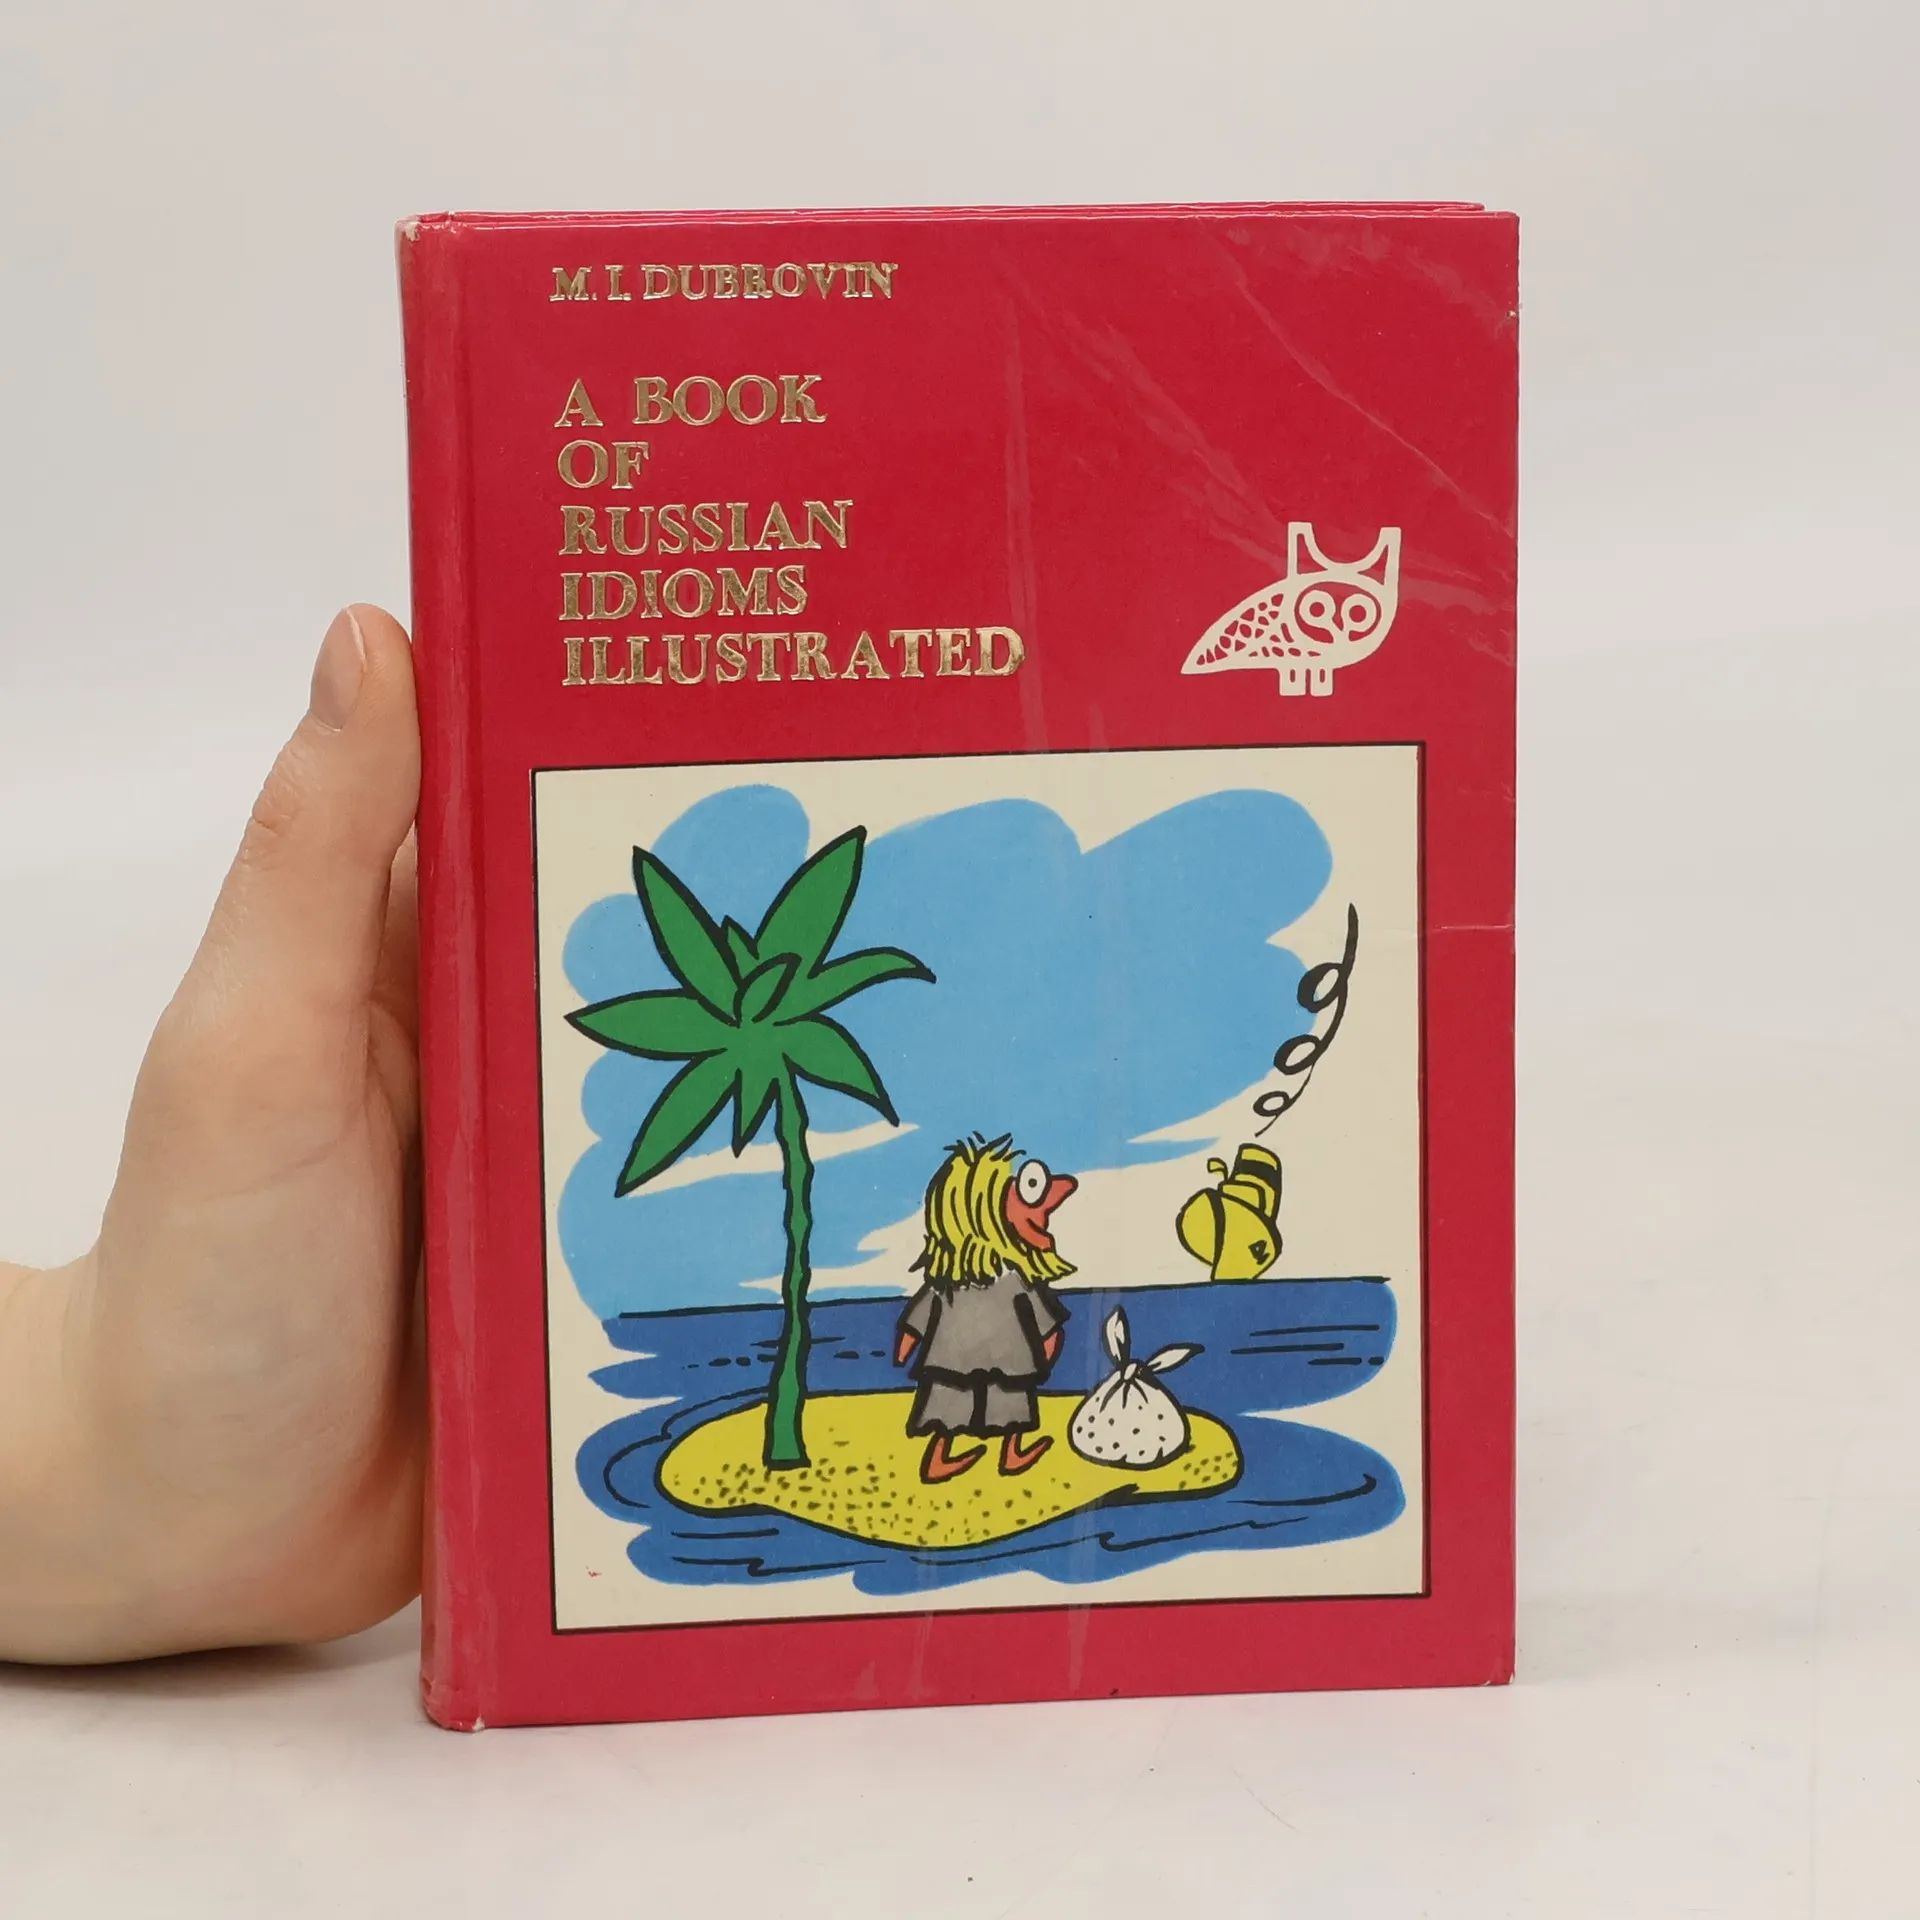 M. I. DUBROVIN
A BOOK
OF
RUSSIAN
IDIOMS
ILLUSTRATED